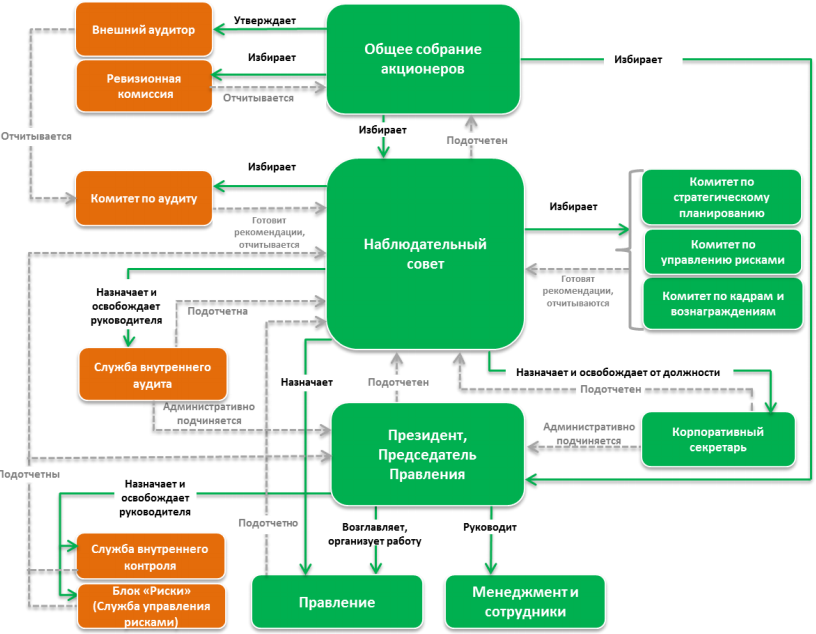 Внешний аудитор
Утверждает
Общее собрание
акционеров
Избирает
Избирает
Ревизионная
комиссия
Отчитывается
Отчитывается
Избирает
Подотчетен
Избирает
Комитет по аудиту
Готовит
рекомендации,
отчитывается
Наблюдательный
совет
Избирает
Комитет по
стратегическому
планированию
Комитет по
управлению рисками
Готовят
рекомендации,
отчитываются
Комитет по кадрам и
вознаграждениям
Назначает и
освобождает
руководителя
Подотчетна
Служба внутреннего
аудита
Назначает
Подотчетен
Назначает и освобождает от должности
Подотчетен
Административно
подчиняется
Президент,
Председатель
Правления
Административно
подчиняется
Корпоративный
секретарь
Подотчетны
Назначает и
освобождает
руководителя
Подотчетно
Возглавляет,
организует работу
Руководит
Служба внутреннего
контроля
Блок «Риски»
(Служба управления
рисками)
Правление
Менеджмент и
сотрудники